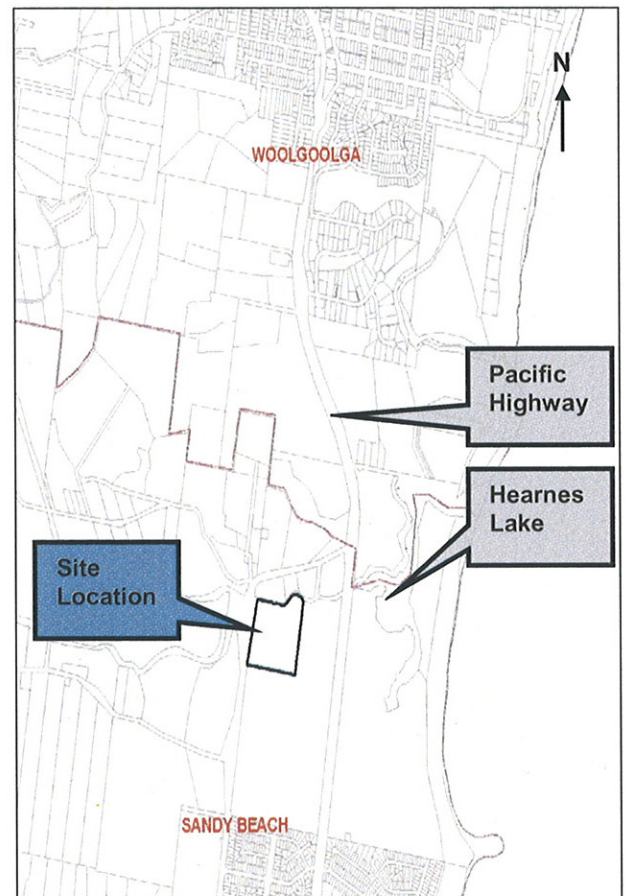 N
WOOLGOOLGA
Pacific
Highway
Hearnes
Lake
Site
Location
SANDY BEACH